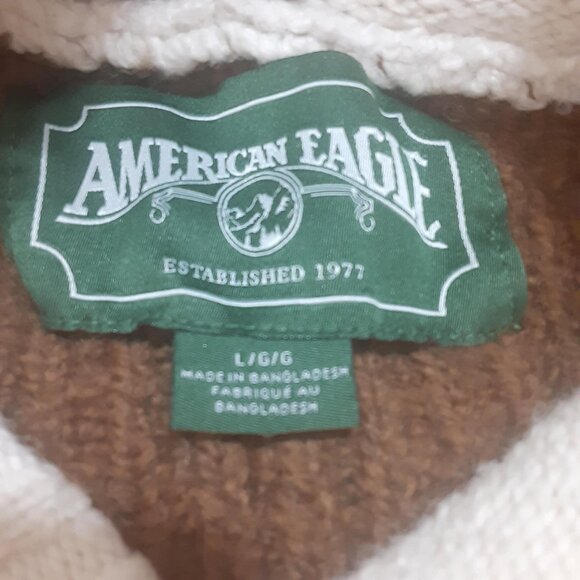 AMERICAN EAGLE
ESTABLISHED 1977
L/G/G
MADE IN BANGLADESH
FABRIQUÉ AU
BANGLADESH